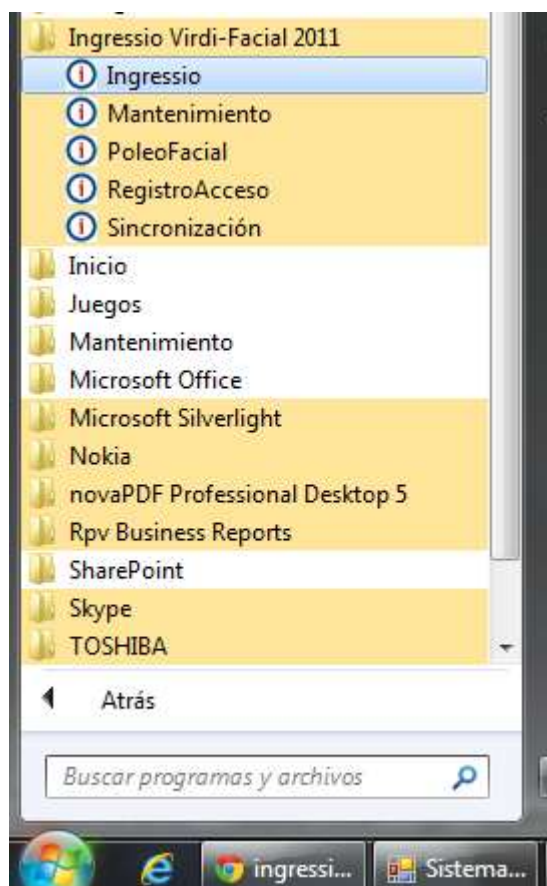 Ingressio Virdi-Facial 2011
Ingressio
Mantenimiento
PoleoFacial
RegistroAcceso
Sincronización
Inicio
Juegos
Mantenimiento
Microsoft Office
Microsoft Silverlight
Nokia
novaPDF Professional Desktop 5
Rpv Business Reports
SharePoint
Skype
TOSHIBA
Atrás
Buscar programas y archivos
ingressi...
Sistema...